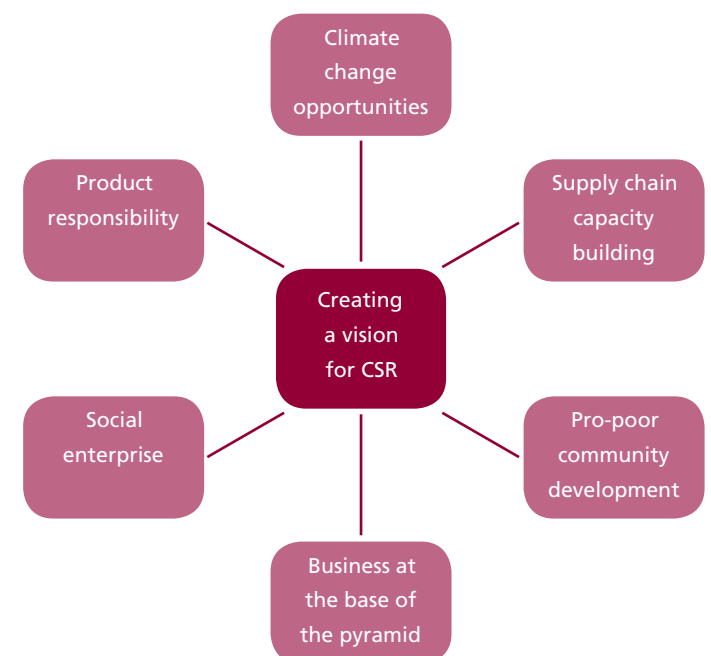 Climate
change
opportunities
Product
responsibility
Supply chain
capacity
building
Creating
a vision
for CSR
Social
enterprise
Pro-poor
community
development
Business at
the base of
the pyramid